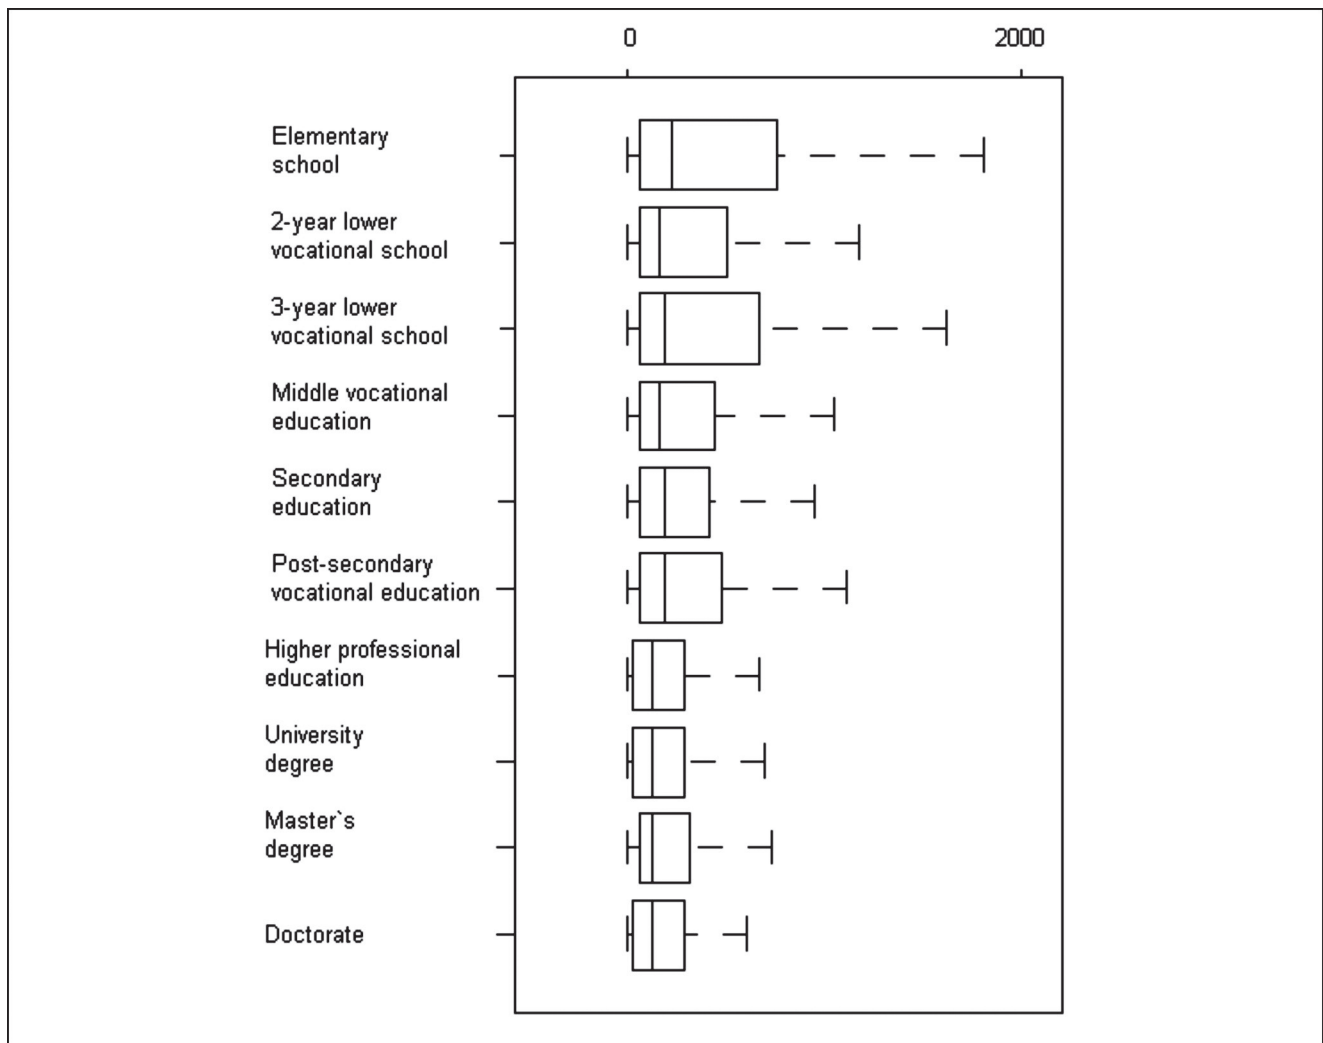 0 2000
Elementary
school
2-year lower
vocational school
3-year lower
vocational school
Middle vocational
education
Secondary
education
Post-secondary
vocational education
Higher professional
education
University
degree
Master`s
degree
Doctorate